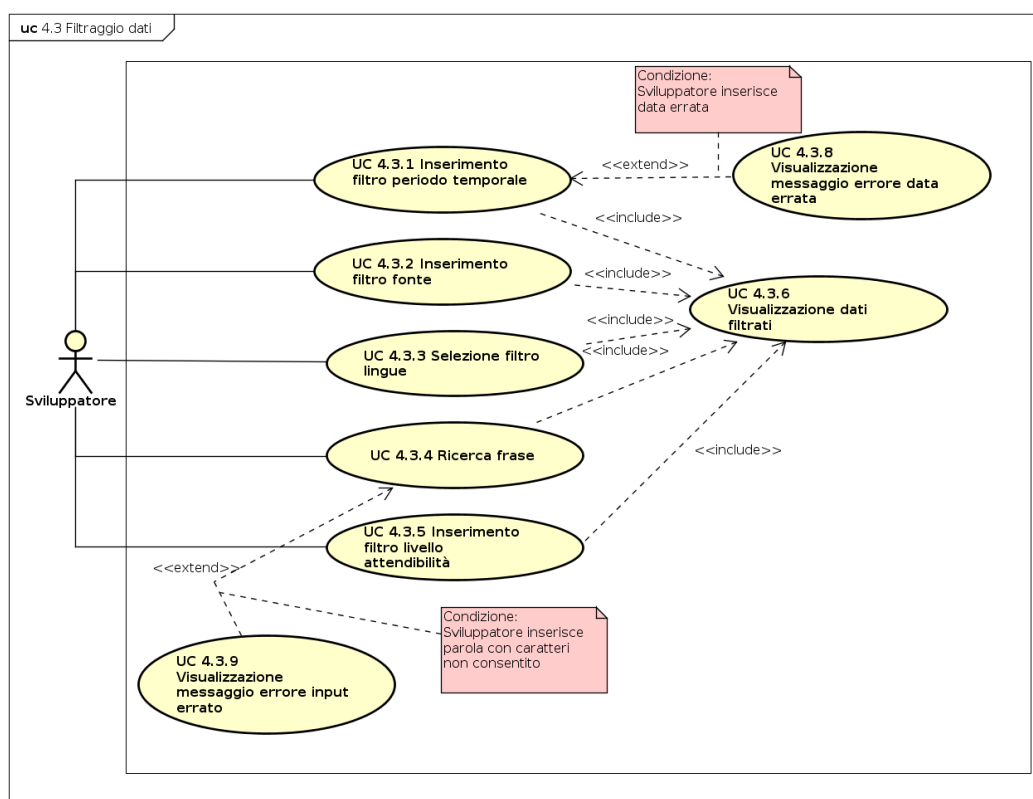 uc 4.3 Filtraggio dati
Condizione:
Sviluppatore inserisce
data errata
UC 4.3.1 Inserimento
filtro periodo temporale
<<extend>>
UC 4.3.8
Visualizzazione
messaggio errore data
errata
<<include>>
UC 4.3.2 Inserimento
filtro fonte
<<include>>
UC 4.3.6
Visualizzazione dati
filtrati
<<include>>
UC 4.3.3 Selezione filtro
lingue
<<include>>
Sviluppatore
UC 4.3.4 Ricerca frase
<<include>>
UC 4.3.5 Inserimento
filtro livello
attendibilità
<<extend>>
Condizione:
Sviluppatore inserisce
parola con caratteri
non consentito
UC 4.3.9
Visualizzazione
messaggio errore input
errato